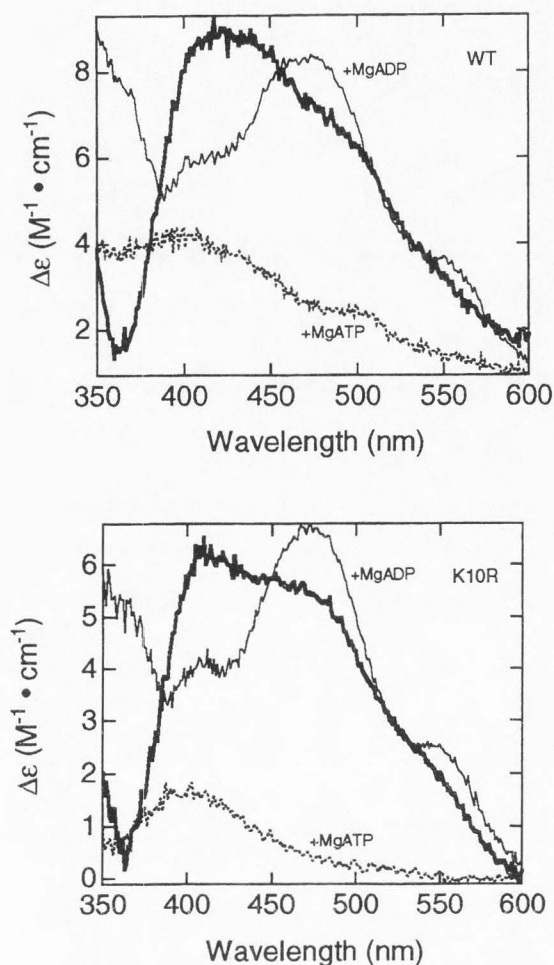 8
6
4
2
Δε (M⁻¹ • cm⁻¹)
WT
+MgADP
+MgATP
350 400 450 500 550 600
Wavelength (nm)
6
5
4
3
2
1
0
Δε (M⁻¹ • cm⁻¹)
K10R
+MgADP
+MgATP
350 400 450 500 550 600
Wavelength (nm)